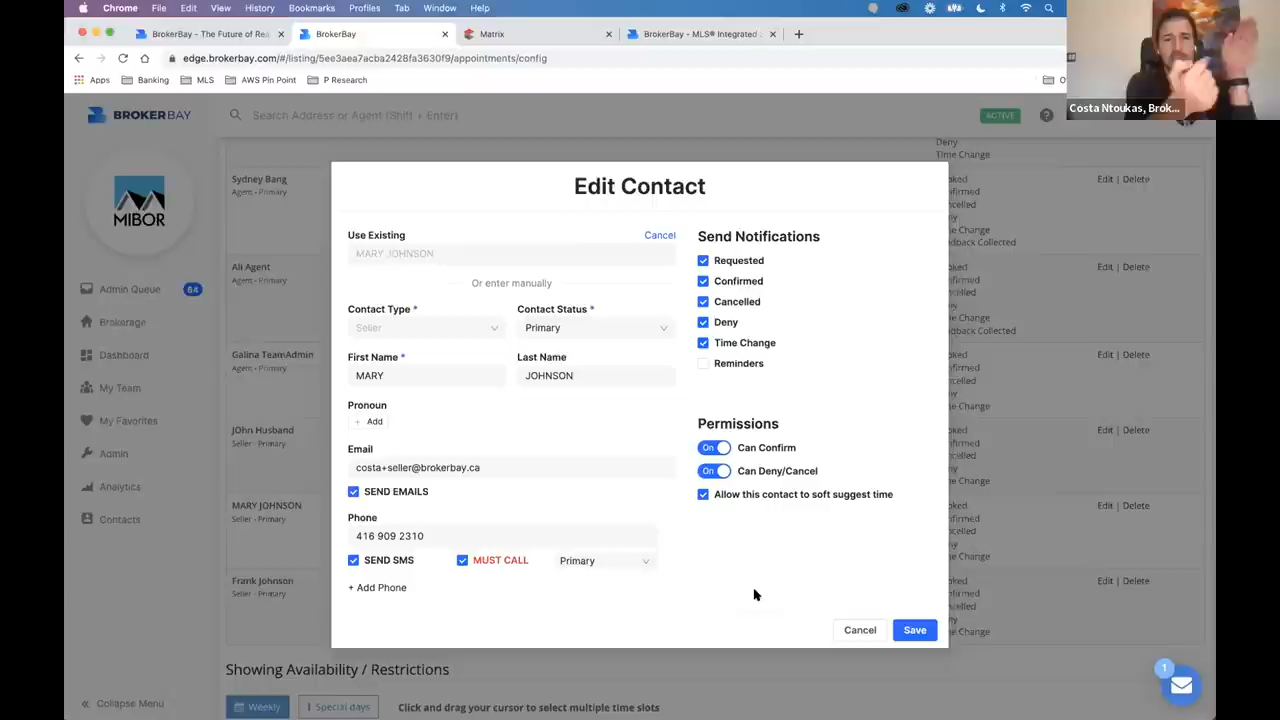 Chrome File Edit View History Bookmarks Profiles Tab Window Help
BrokerBay - The Future of Rea
BrokerBay
Matrix
BrokerBay - MLS® Integrated
edge.brokerbay.com/#/listing/5ee3aea7acba2428fa3630f9/appointments/config
Apps Banking MLS AWS Pin Point P Research
Costa Ntoukas, Brok...
BROKERBAY
Search Address or Agent (Shift + Enter)
ACTIVE
MIBOR
Admin Queue 64
Brokerage
Dashboard
My Team
My Favorites
Admin
Analytics
Contacts
Collapse Menu
Deny
Time Change
Sydney Bang
Agent - Primary
Edit | Delete
Ali Agent
Agent - Primary
Edit | Delete
Galina TeamAdmin
Agent - Primary
Edit | Delete
JOhn Husband
Seller - Primary
Edit | Delete
MARY JOHNSON
Seller - Primary
Edit | Delete
Frank Johnson
Seller - Primary
Edit | Delete
Edit Contact
Use Existing
Cancel
MARY JOHNSON
Or enter manually
Contact Type *
Contact Status *
Seller
Primary
First Name *
Last Name
MARY
JOHNSON
Pronoun
+ Add
Email
costa+seller@brokerbay.ca
SEND EMAILS
Phone
416 909 2310
SEND SMS
MUST CALL
Primary
+ Add Phone
Send Notifications
Requested
Confirmed
Cancelled
Deny
Time Change
Reminders
Permissions
On Can Confirm
On Can Deny/Cancel
Allow this contact to soft suggest time
Cancel
Save
Showing Availability / Restrictions
Weekly
Special days
Click and drag your cursor to select multiple time slots
1